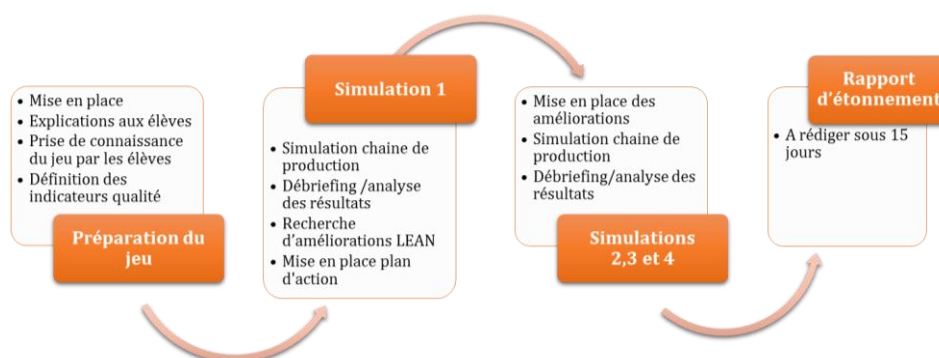 • Mise en place
• Explications aux élèves
• Prise de connaissance
du jeu par les élèves
• Définition des
indicateurs qualité
Préparation du
jeu
Simulation 1
• Simulation chaine de
production
• Débriefing /analyse
des résultats
• Recherche
d'améliorations LEAN
• Mise en place plan
d'action
• Mise en place des
améliorations
• Simulation chaine de
production
• Débriefing/analyse des
résultats
Simulations
2,3 et 4
Rapport
d'étonnement
• A rédiger sous 15
jours